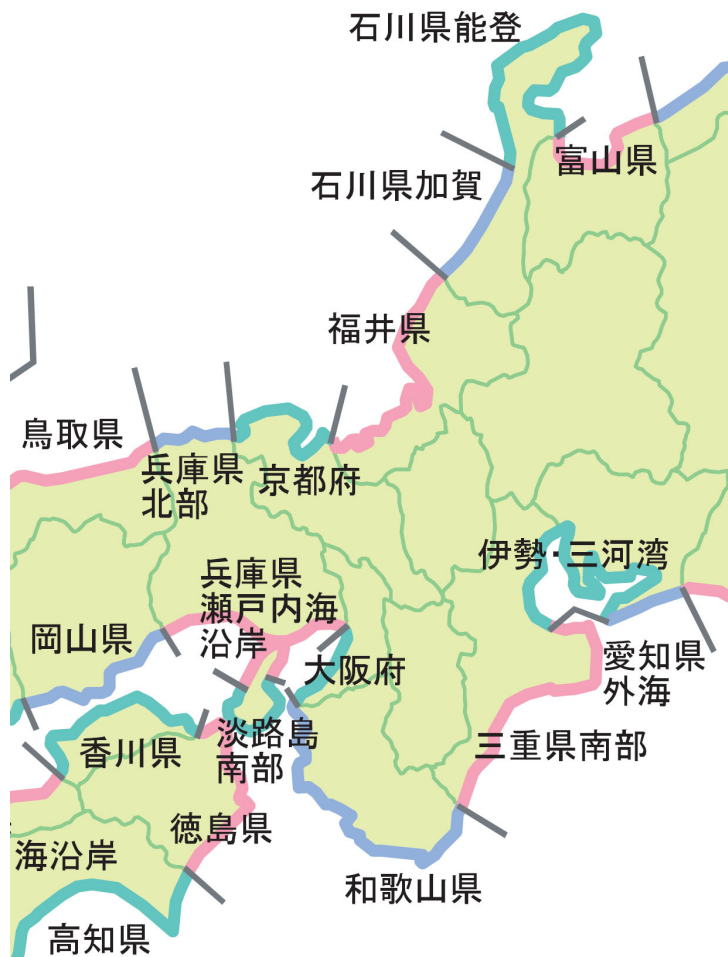 石川県能登
富山県
石川県加賀
福井県
鳥取県
兵庫県
北部
京都府
伊勢・三河湾
兵庫県
瀬戸内海
沿岸
岡山県
大阪府
愛知県
外海
香川県
淡路島
南部
三重県南部
徳島県
海沿岸
和歌山県
高知県